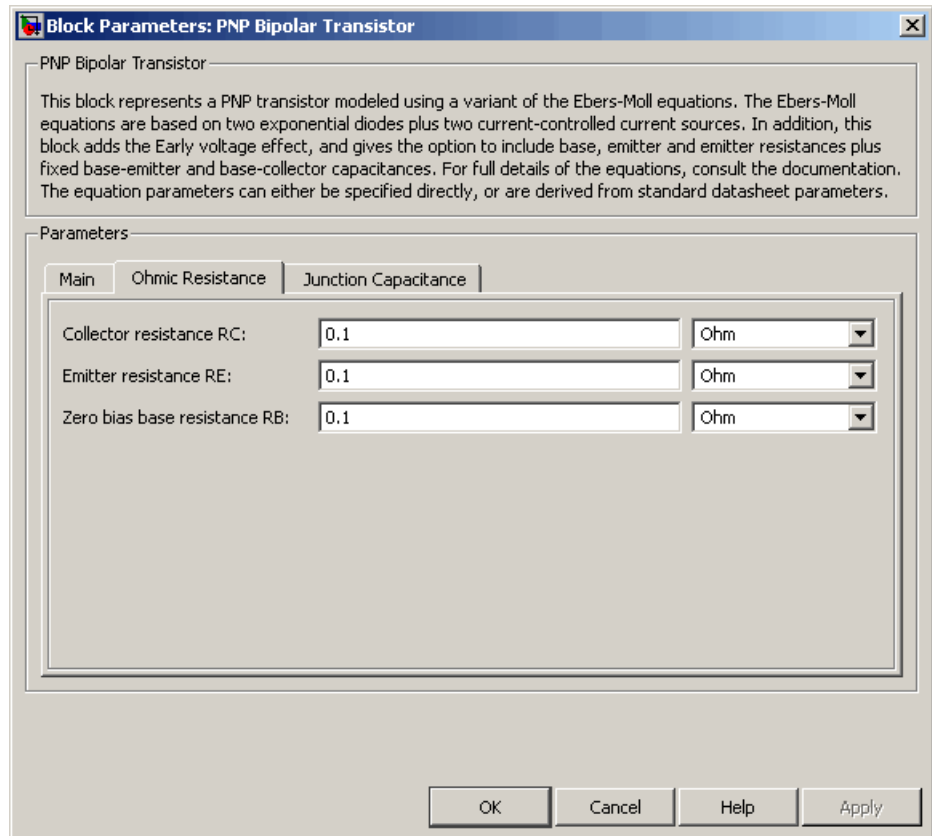 Block Parameters: PNP Bipolar Transistor
PNP Bipolar Transistor
This block represents a PNP transistor modeled using a variant of the Ebers-Moll equations. The Ebers-Moll
equations are based on two exponential diodes plus two current-controlled current sources. In addition, this
block adds the Early voltage effect, and gives the option to include base, emitter and emitter resistances plus
fixed base-emitter and base-collector capacitances. For full details of the equations, consult the documentation.
The equation parameters can either be specified directly, or are derived from standard datasheet parameters.
Parameters
Main Ohmic Resistance Junction Capacitance
Collector resistance RC: 0.1 Ohm
Emitter resistance RE: 0.1 Ohm
Zero bias base resistance RB: 0.1 Ohm
OK Cancel Help Apply